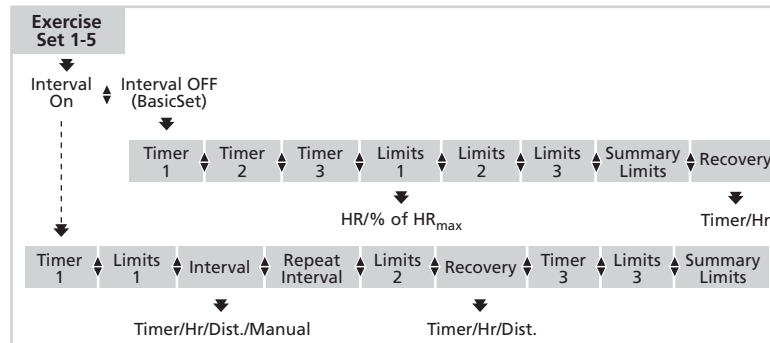 Exercise
Set 1-5
Interval
On
Interval OFF
(BasicSet)
Timer
1
Timer
2
Timer
3
Limits
1
Limits
2
Limits
3
Summary
Limits
Recovery
HR/% of HRmax
Timer/Hr
Timer
1
Limits
1
Interval
Repeat
Interval
Limits
2
Recovery
Timer
3
Limits
3
Summary
Limits
Timer/Hr/Dist./Manual
Timer/Hr/Dist.